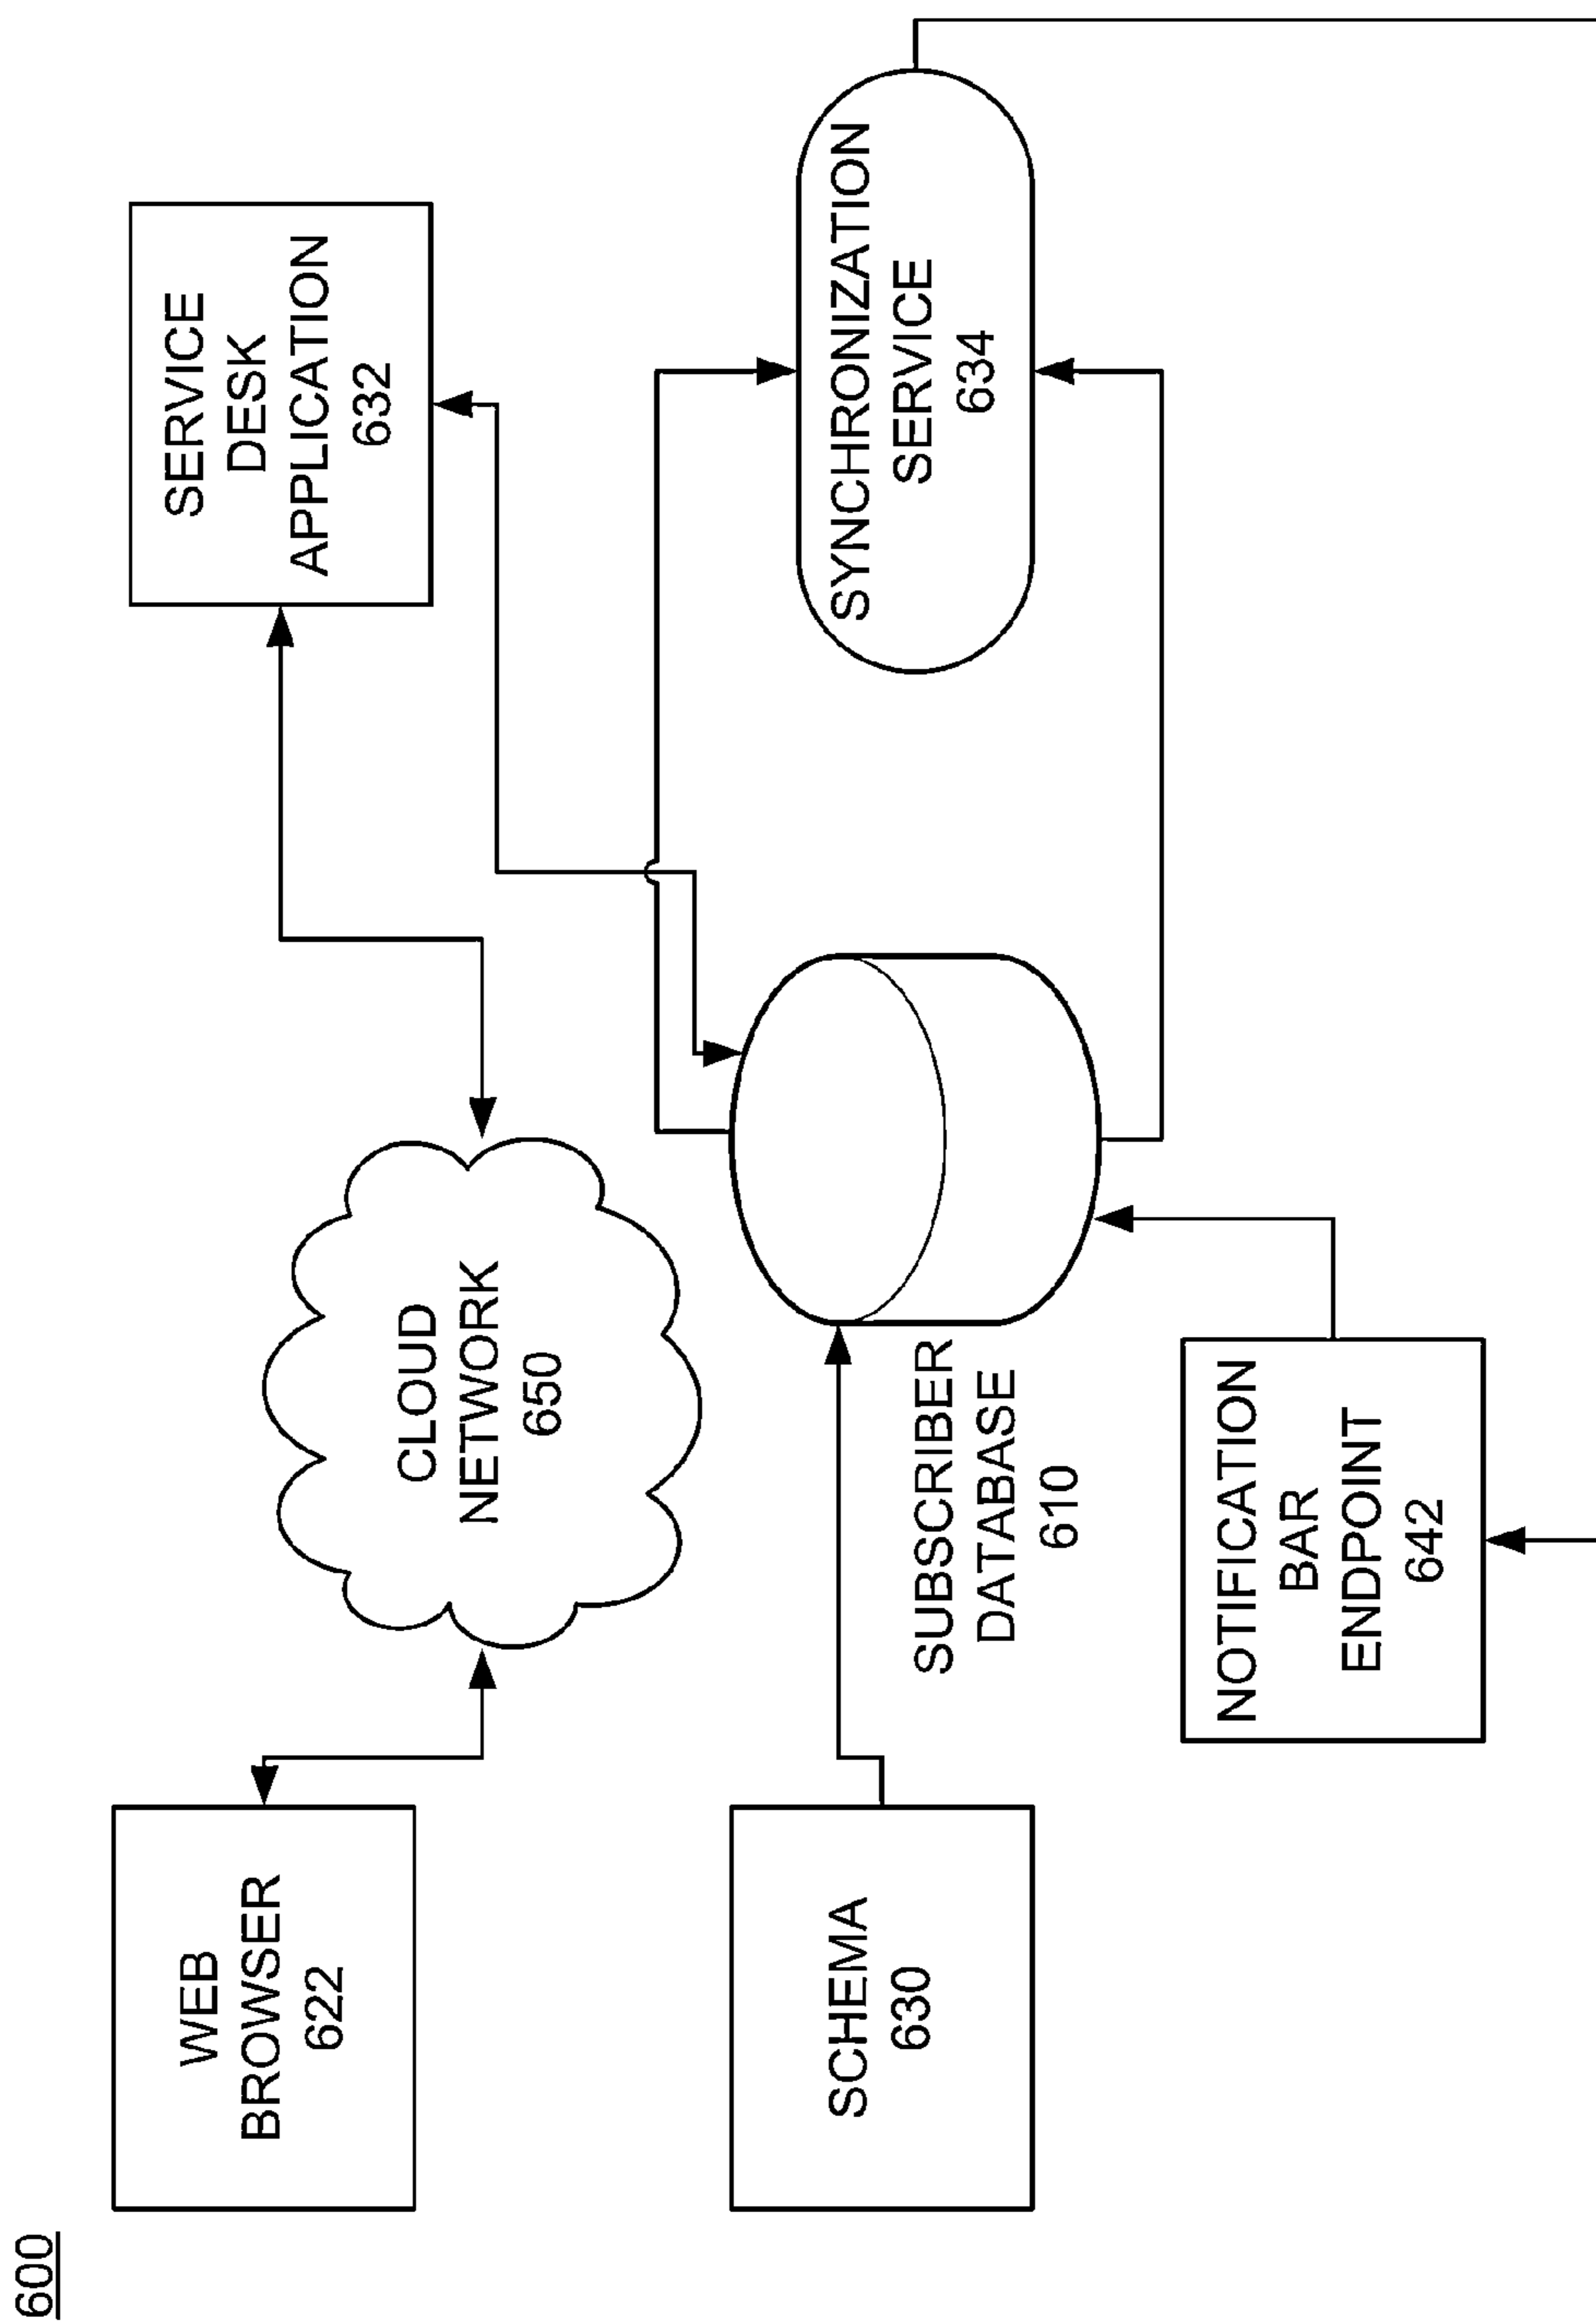 600
WEB
BROWSER
622
CLOUD
NETWORK
650
SERVICE
DESK
APPLICATION
632
SCHEMA
630
SUBSCRIBER
DATABASE
610
SYNCHRONIZATION
SERVICE
634
NOTIFICATION
BAR
ENDPOINT
642